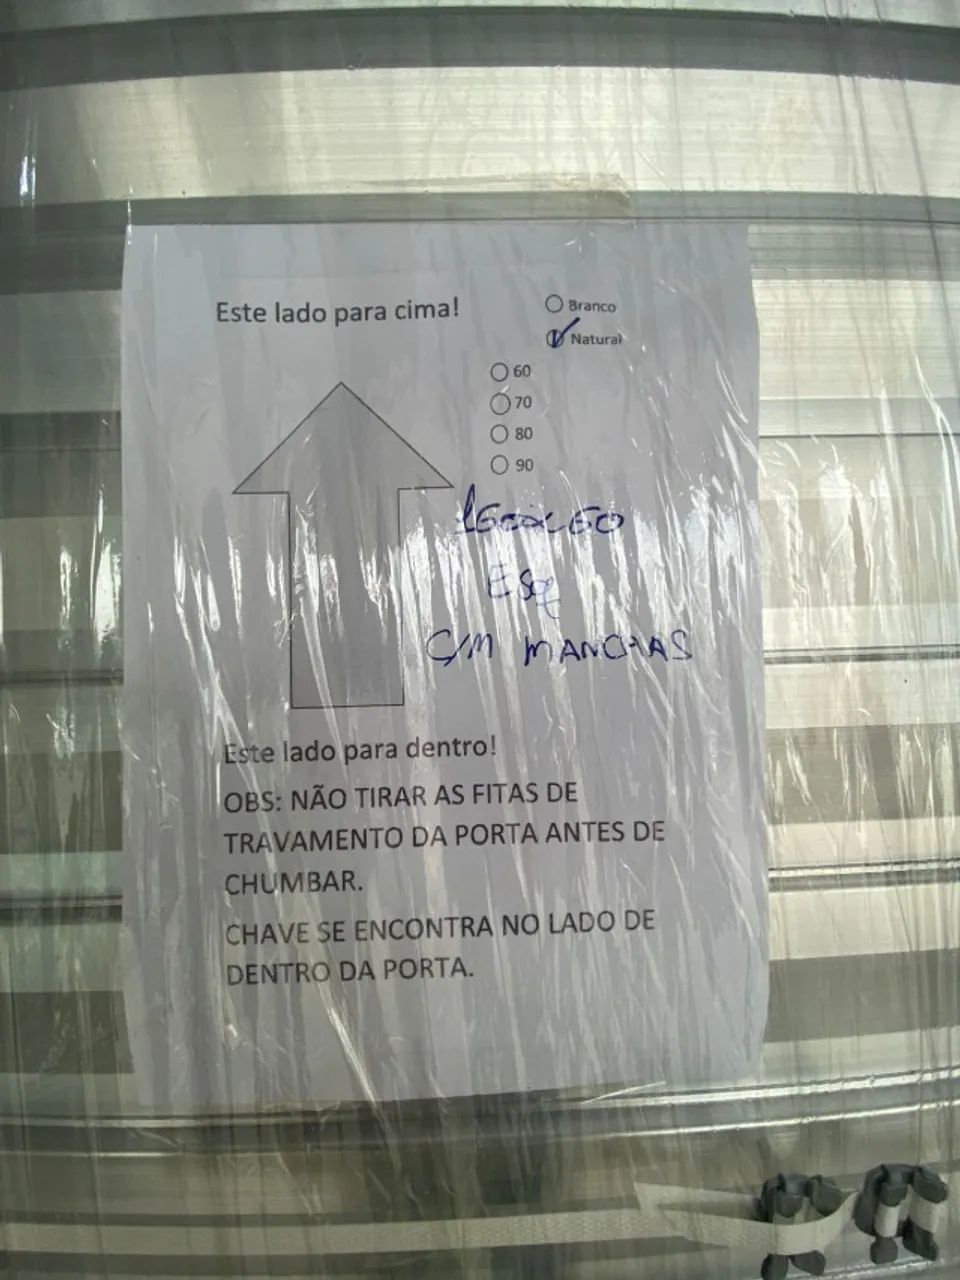 Este lado para cima!
Branco
Natural
60
70
80
90
160x60
Esq
C/M MANCHAS
Este lado para dentro!
OBS: NÃO TIRAR AS FITAS DE
TRAVAMENTO DA PORTA ANTES DE
CHUMBAR.
CHAVE SE ENCONTRA NO LADO DE
DENTRO DA PORTA.